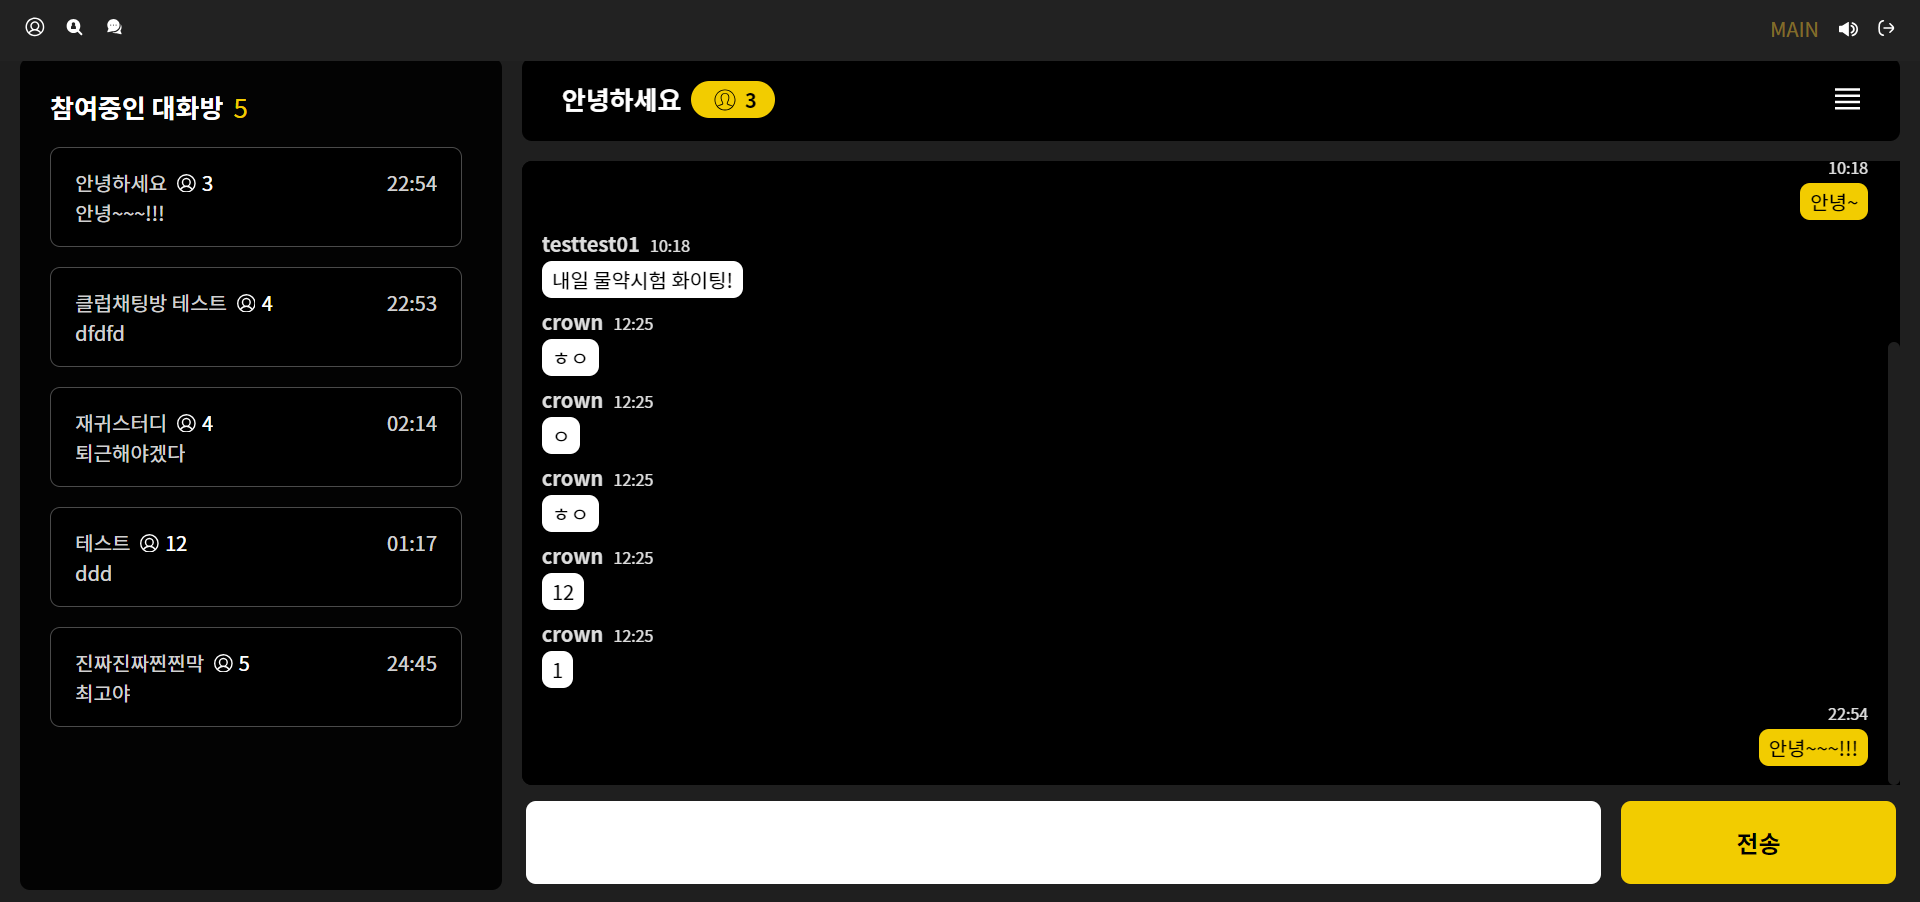 MAIN
참여중인 대화방 5
안녕하세요 3 22:54
안녕~~~!!!
클럽채팅방 테스트 4 22:53
dfdfd
재귀스터디 4 02:14
퇴근해야겠다
테스트 12 01:17
ddd
진짜진짜찐찐막 5 24:45
최고야
안녕하세요 3
10:18
안녕~
testtest01 10:18
내일 물약시험 화이팅!
crown 12:25
ㅎㅇ
crown 12:25
ㅇ
crown 12:25
ㅎㅇ
crown 12:25
12
crown 12:25
1
22:54
안녕~~~!!!
전송